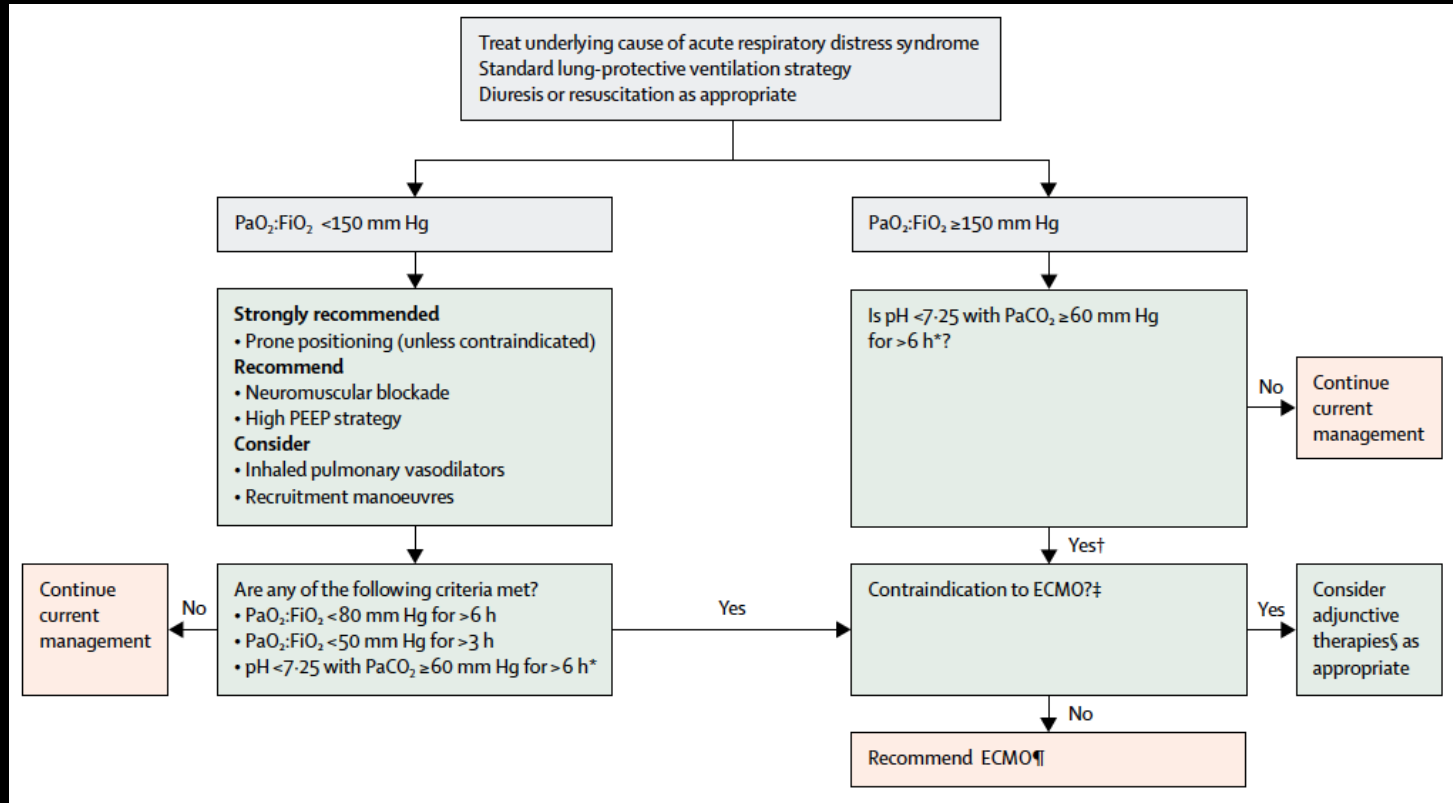 Treat underlying cause of acute respiratory distress syndrome
Standard lung-protective ventilation strategy
Diuresis or resuscitation as appropriate
PaO₂:FiO₂ <150 mm Hg
PaO₂:FiO₂ ≥150 mm Hg
Strongly recommended
• Prone positioning (unless contraindicated)
Recommend
• Neuromuscular blockade
• High PEEP strategy
Consider
• Inhaled pulmonary vasodilators
• Recruitment manoeuvres
Is pH <7·25 with PaCO₂ ≥60 mm Hg
for >6 h*?
No
Continue
current
management
Yes†
Continue
current
management
No
Are any of the following criteria met?
• PaO₂:FiO₂ <80 mm Hg for >6 h
• PaO₂:FiO₂ <50 mm Hg for >3 h
• pH <7·25 with PaCO₂ ≥60 mm Hg for >6 h*
Yes
Contraindication to ECMO?‡
Yes
Consider
adjunctive
therapies§ as
appropriate
No
Recommend ECMO¶